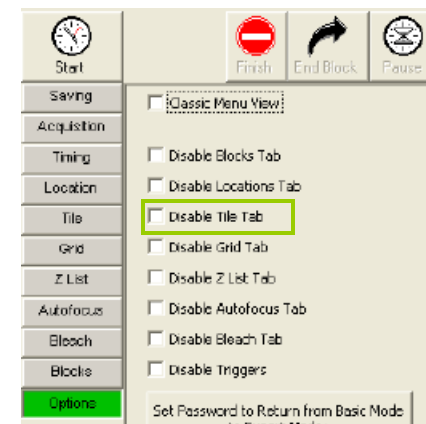 Start
Finish
End Block
Pause
Saving
Classic Menu View
Acquisition
Timing
Disable Blocks Tab
Location
Disable Locations Tab
Tile
Disable Tile Tab
Grid
Disable Grid Tab
Z List
Disable Z List Tab
Autofocus
Disable Autofocus Tab
Bleach
Disable Bleach Tab
Blocks
Disable Triggers
Options
Set Password to Return from Basic Mode